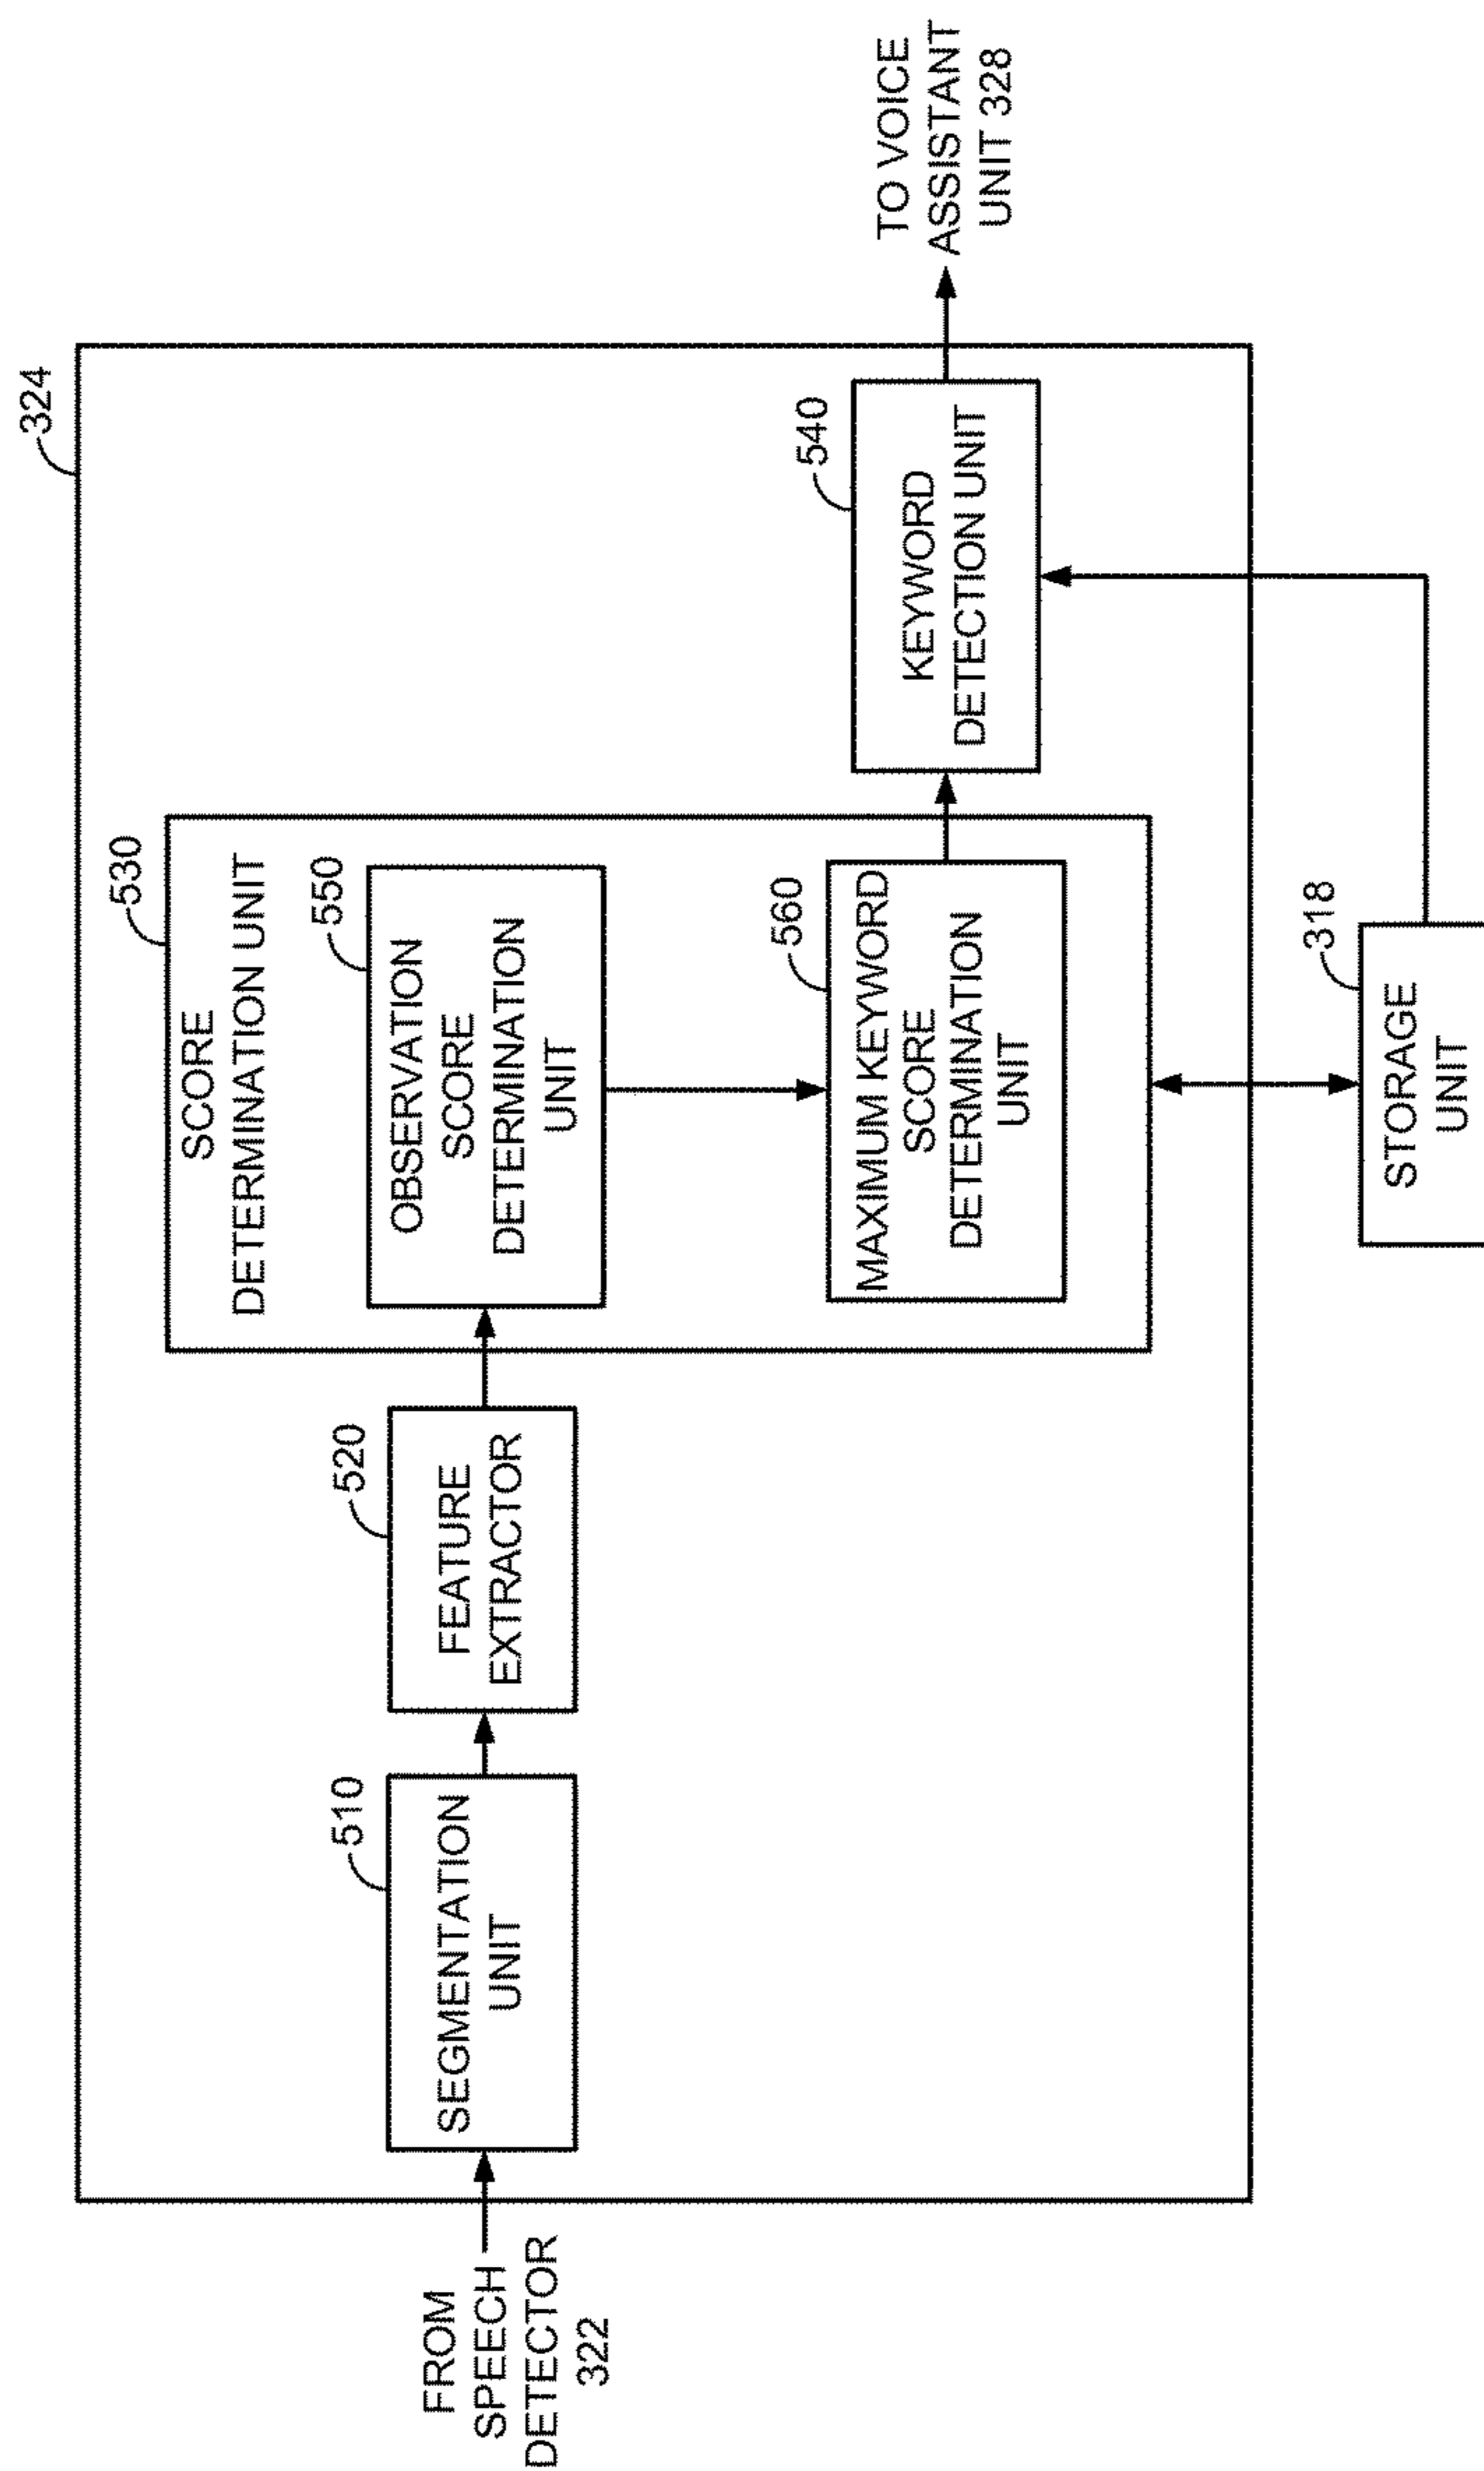 324
530
SCORE
DETERMINATION UNIT
510
SEGMENTATION
UNIT
520
FEATURE
EXTRACTOR
550
OBSERVATION
SCORE
DETERMINATION
UNIT
FROM
SPEECH
DETECTOR
322
560
MAXIMUM KEYWORD
SCORE
DETERMINATION
UNIT
540
KEYWORD
DETECTION UNIT
TO VOICE
ASSISTANT
UNIT 328
318
STORAGE
UNIT